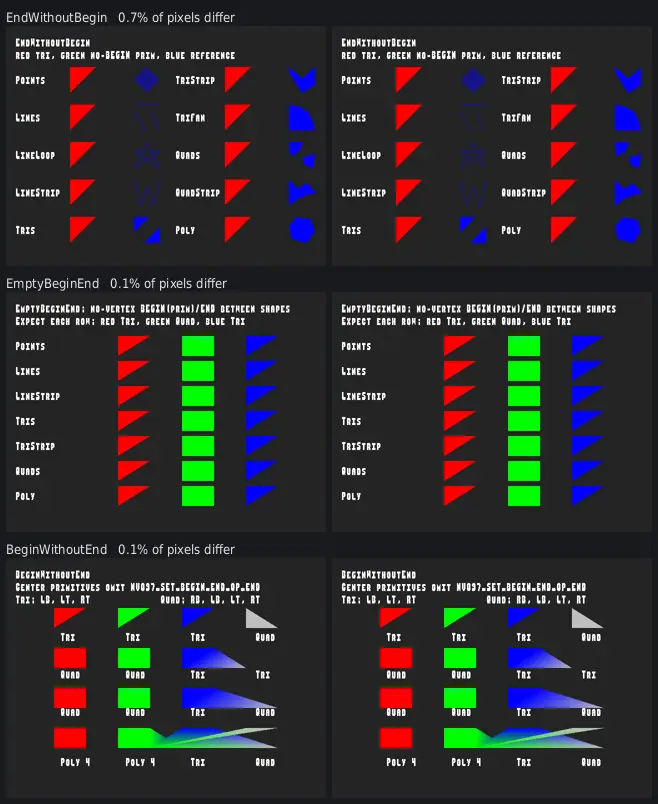 EndWithoutBegin 0.7% of pixels differ
EndWithoutBegin
Red tri, green no-BEGIN prim, blue reference
Points TriStrip
Lines TriFan
LineLoop Quads
LineStrip QuadStrip
Tris Poly
EndWithoutBegin
Red tri, green no-BEGIN prim, blue reference
Points TriStrip
Lines TriFan
LineLoop Quads
LineStrip QuadStrip
Tris Poly
EmptyBeginEnd 0.1% of pixels differ
EmptyBeginEnd: no-vertex Begin(prim)/End between shapes
Expect each row: red Tri, green Quad, blue Tri
Points
Lines
LineStrip
Tris
TriStrip
Quads
Poly
EmptyBeginEnd: no-vertex Begin(prim)/End between shapes
Expect each row: red Tri, green Quad, blue Tri
Points
Lines
LineStrip
Tris
TriStrip
Quads
Poly
BeginWithoutEnd 0.1% of pixels differ
BeginWithoutEnd
Center primitives omit NV097_SET_BEGIN_END_OP_END
Tri: LB, LT, RT Quad: RB, LB, LT, RT
Tri Tri Tri Quad
Quad Quad Tri Tri
Quad Quad Tri Quad
Poly 4 Poly 4 Tri Quad
BeginWithoutEnd
Center primitives omit NV097_SET_BEGIN_END_OP_END
Tri: LB, LT, RT Quad: RB, LB, LT, RT
Tri Tri Tri Quad
Quad Quad Tri Tri
Quad Quad Tri Quad
Poly 4 Poly 4 Tri Quad